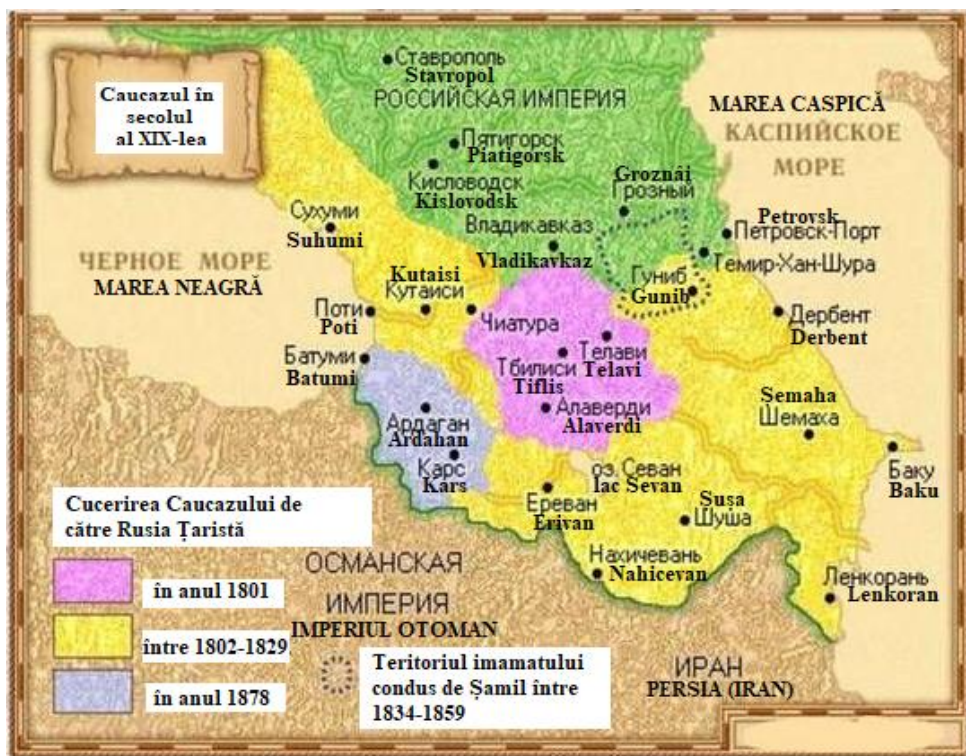 Caucazul în
secolul
al XIX-lea
Ставрополь
Stavropol
РОССИЙСКАЯ ИМПЕРИЯ
MAREA CASPICĂ
КАСПИЙСКОЕ
МОРЕ
Пятигорск
Piatigorsk
Кисловодск
Kislovodsk
Groznâi
Грозный
Сухуми
Suhumi
Владикавказ
Vladikavkaz
Petrovsk
Петровск-Порт
Темир-Хан-Шура
ЧЕРНОЕ МОРЕ
MAREA NEAGRĂ
Kutaisi
Кутаиси
Гуниб
Gunib
Поти
Poti
Чиатура
Дербент
Derbent
Батуми
Batumi
Телави
Telavi
Тбилиси
Tiflis
Ардаган
Ardahan
Алаверди
Alaverdi
Semaha
Шемаха
Карс
Kars
оз. Севан
lac Sevan
Баку
Baku
Ереван
Erivan
Sușa
Шуша
Cucerirea Caucazului de
către Rusia Țaristă
ОСМАНСКАЯ
ИМПЕРИЯ
IMPERIUL OTOMAN
Нахичевань
Nahicevan
Ленкорань
Lenkoran
în anul 1801
între 1802-1829
în anul 1878
Teritoriul imamatului
condus de Șamil între
1834-1859
ИРАН
PERSIA (IRAN)